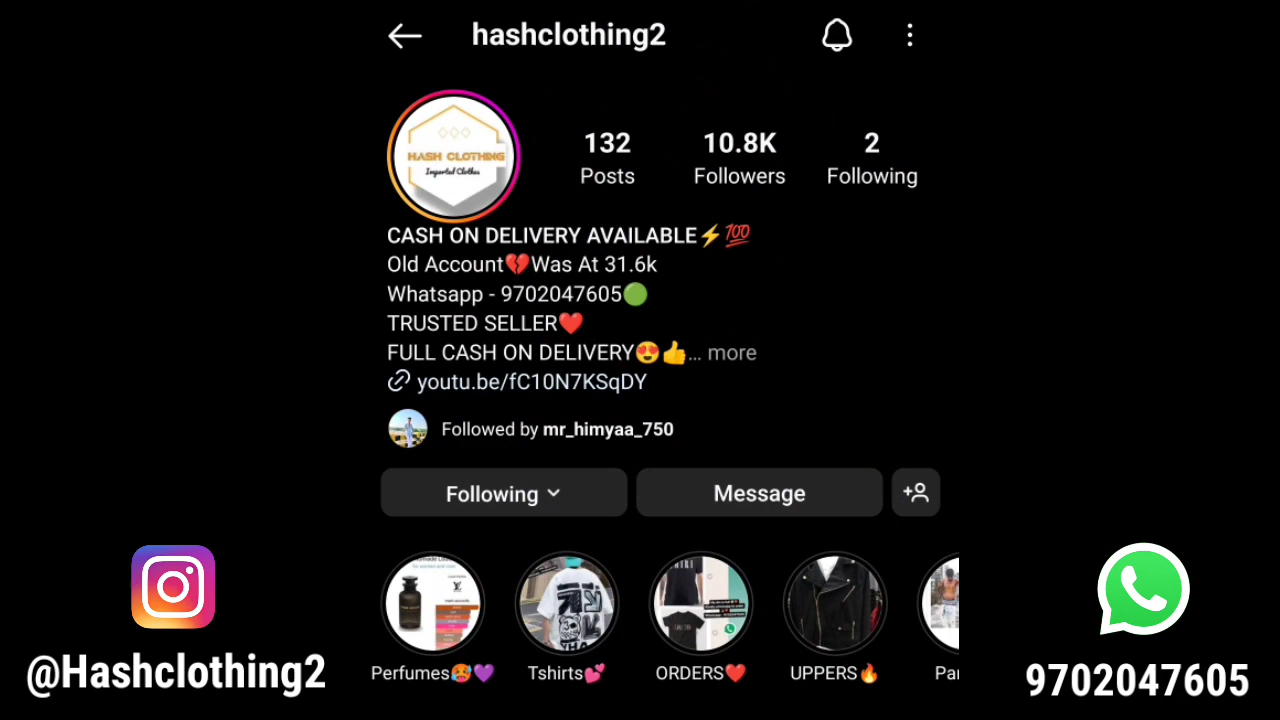 hashclothing2
HASH CLOTHING
Imported Clothes
132
Posts
10.8K
Followers
2
Following
CASH ON DELIVERY AVAILABLE⚡💯
Old Account💔Was At 31.6k
Whatsapp - 9702047605🟢
TRUSTED SELLER❤️
FULL CASH ON DELIVERY😍👍... more
youtu.be/fC10N7KSqDY
Followed by mr_himyaa_750
Following
Message
Perfumes🥵💜
Tshirts💕
ORDERS❤️
UPPERS🔥
Pa
@Hashclothing2
9702047605